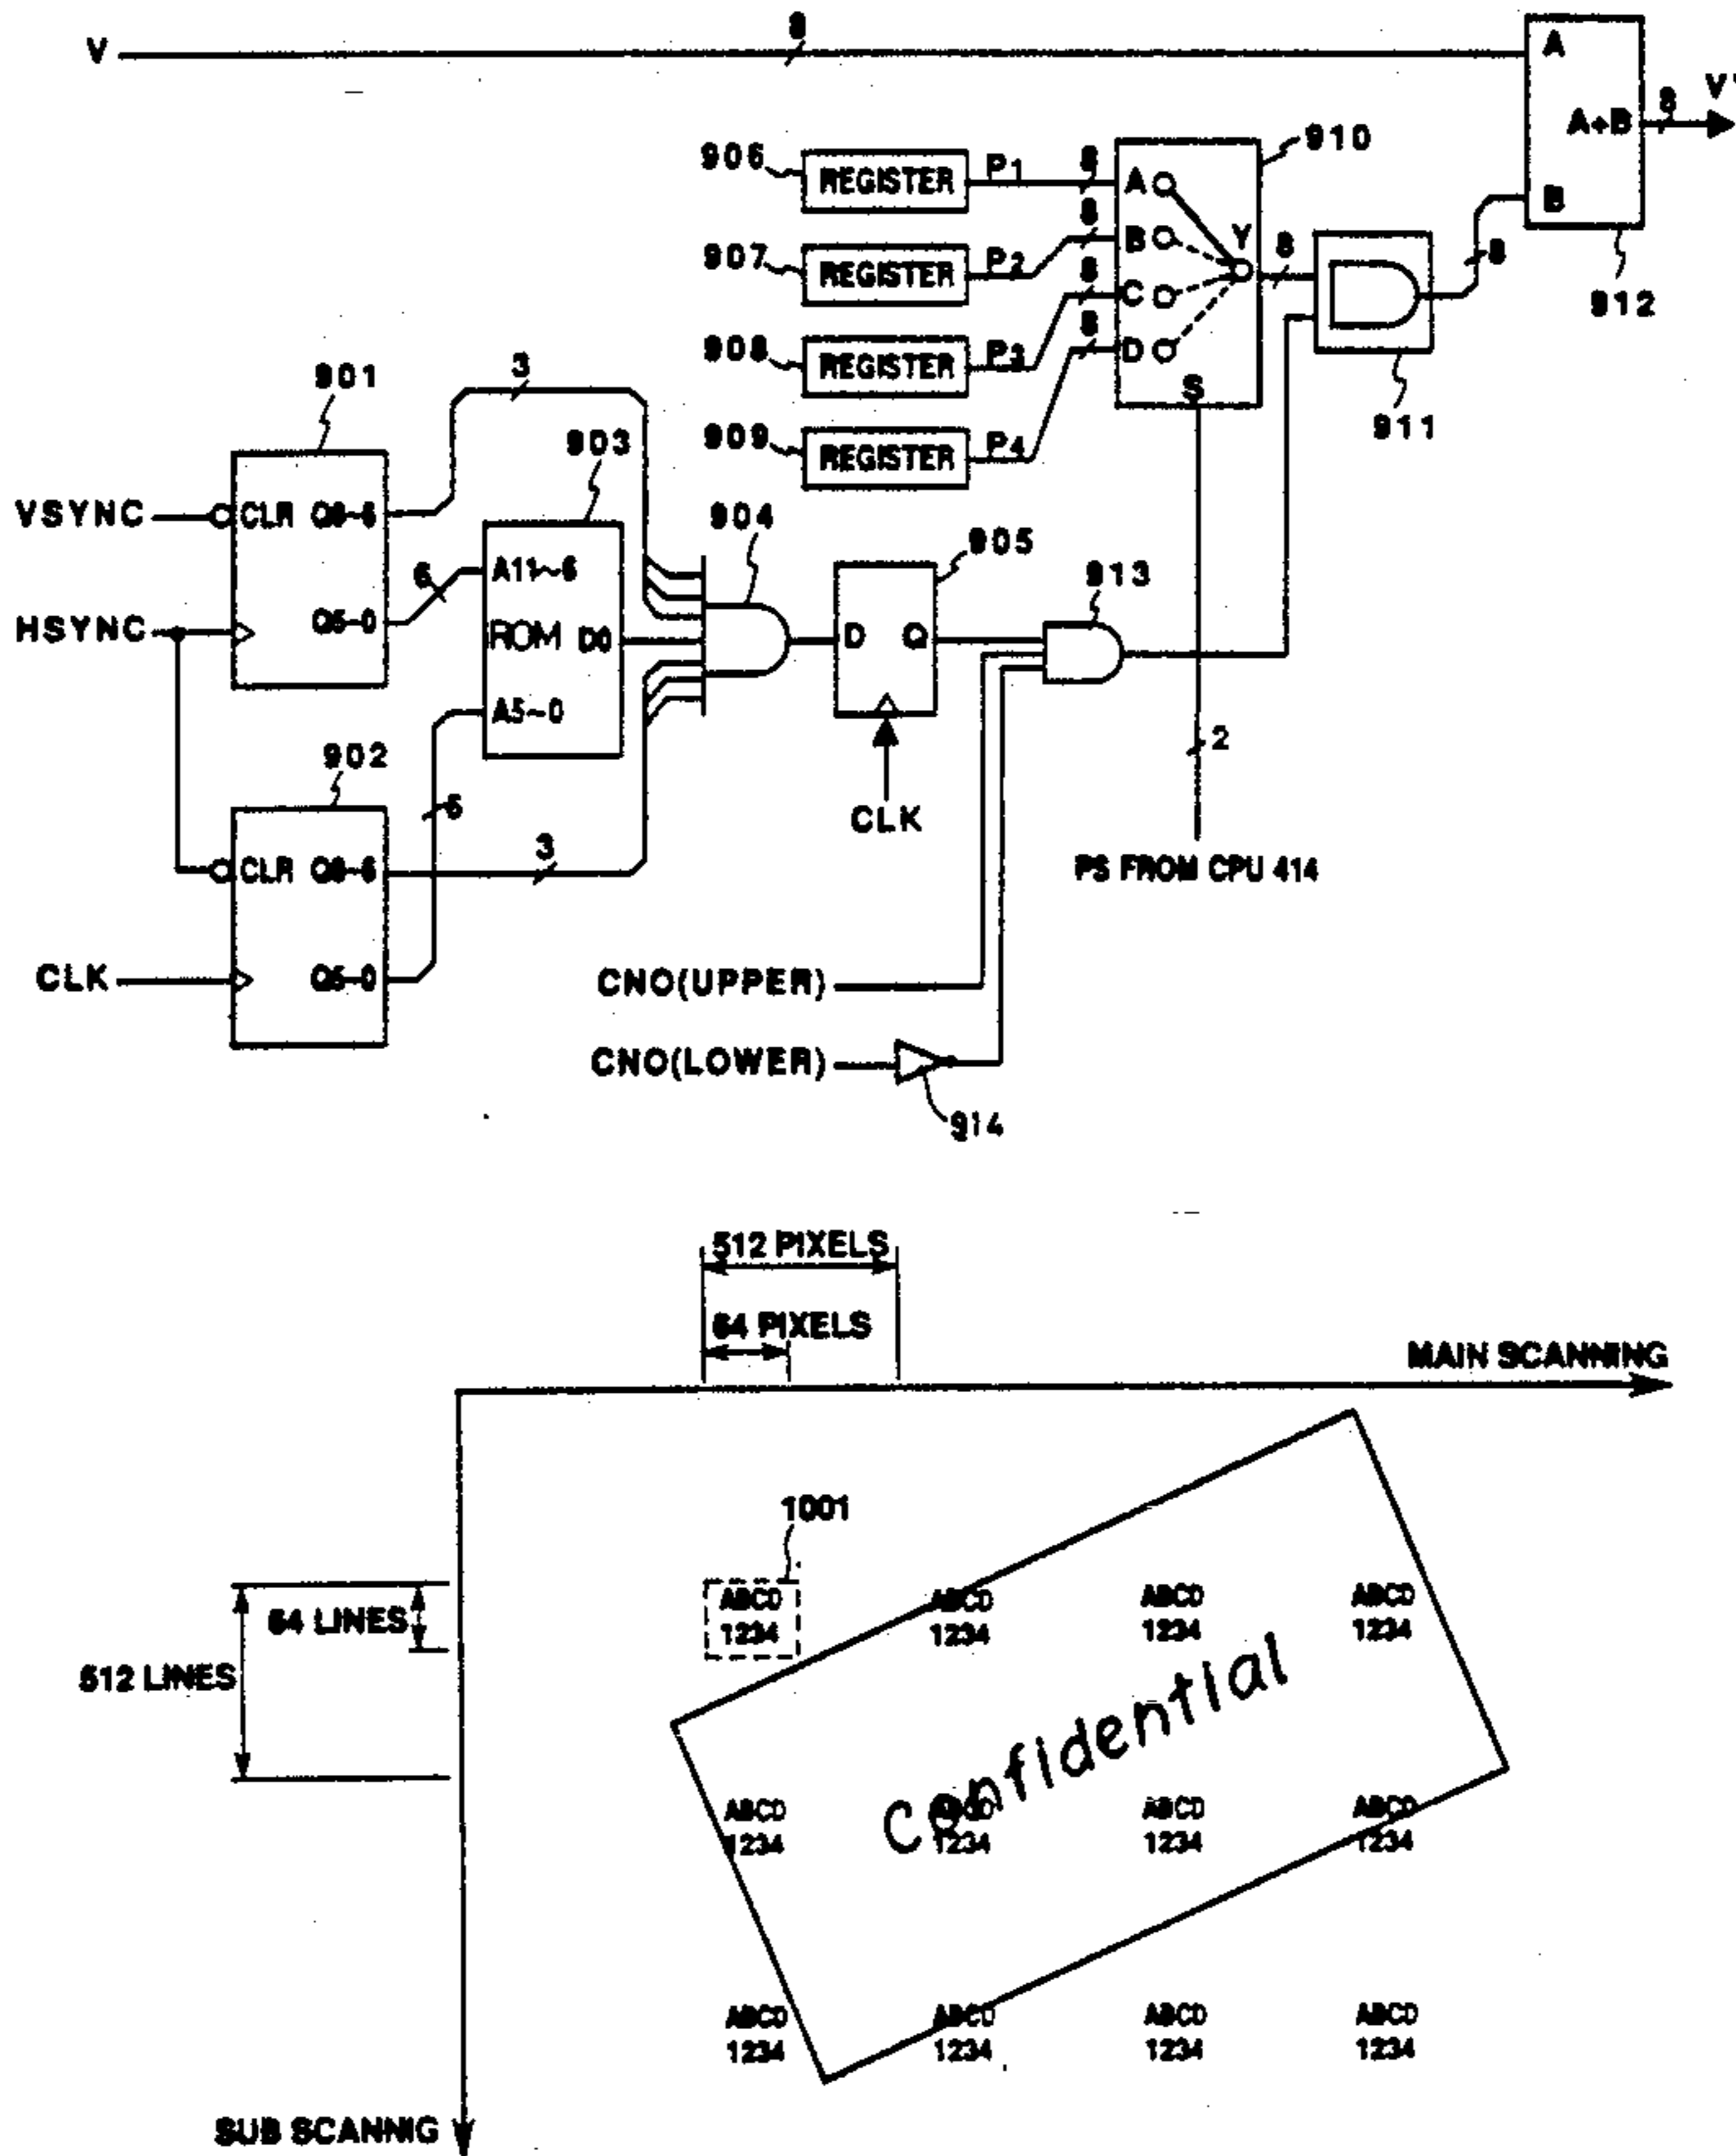 V
8
A
A+B
8
V'
B
906
REGISTER
P1
8
A
910
907
REGISTER
P2
8
B
Y
8
8
912
908
REGISTER
P3
8
C
909
REGISTER
P4
8
D
S
911
901
3
903
904
905
913
VSYNC
CLR
HSYNC
Q5-0
6
A11~6
ROM
D0
A5~0
D
Q
2
902
CLK
CLR
3
PS FROM CPU 414
CLK
Q5-0
CNO(UPPER)
CNO(LOWER)
914
512 PIXELS
64 PIXELS
MAIN SCANNING
1001
64 LINES
512 LINES
ABCD
1234
ABCD
1234
ABCD
1234
ABCD
1234
Confidential
ABCD
1234
ABCD
1234
ABCD
1234
ABCD
1234
ABCD
1234
ABCD
1234
ABCD
1234
ABCD
1234
SUB SCANNIG